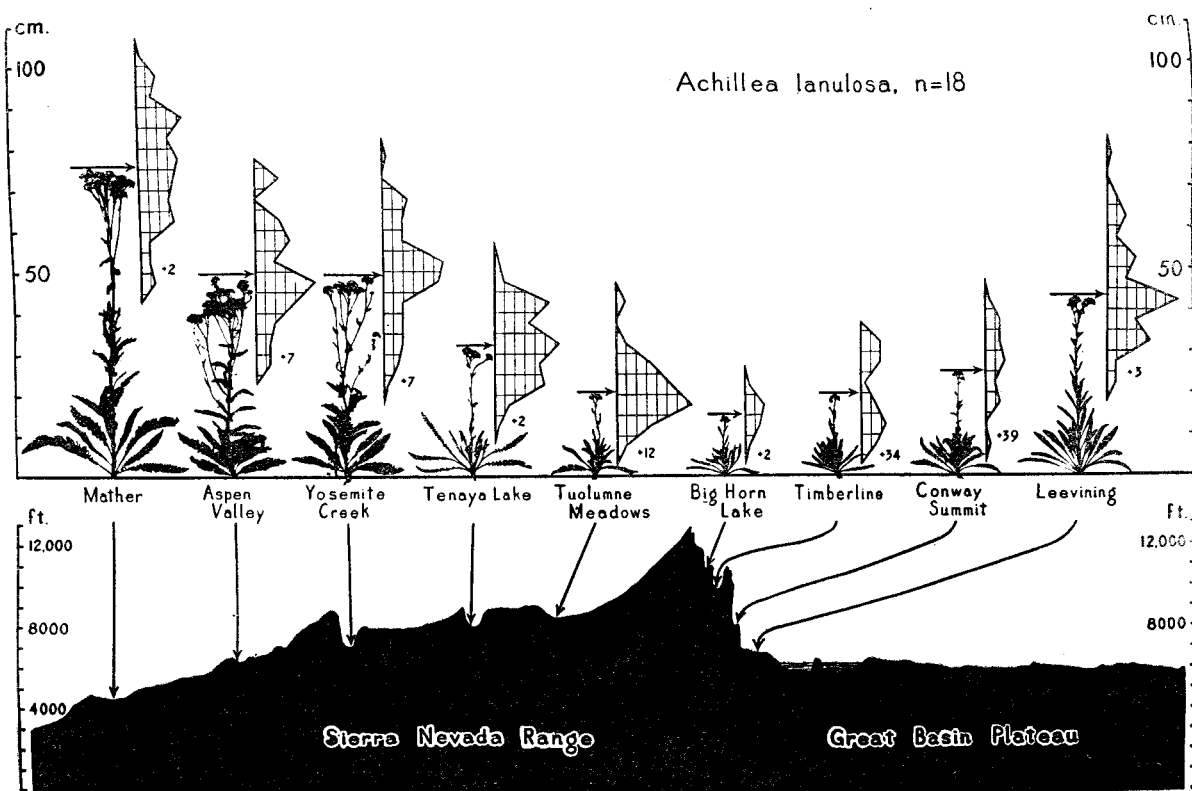 cm.
cm.
100
100
Achillea lanulosa, n=18
50
50
+2
+7
+7
+2
+12
+2
+34
+39
+3
Mather
Aspen
Valley
Yosemite
Creek
Tenaya Lake
Tuolumne
Meadows
Big Horn
Lake
Timberline
Conway
Summit
Leevining
ft.
Ft.
12,000
12,000
8000
8000
4000
Sierra Nevada Range
Great Basin Plateau